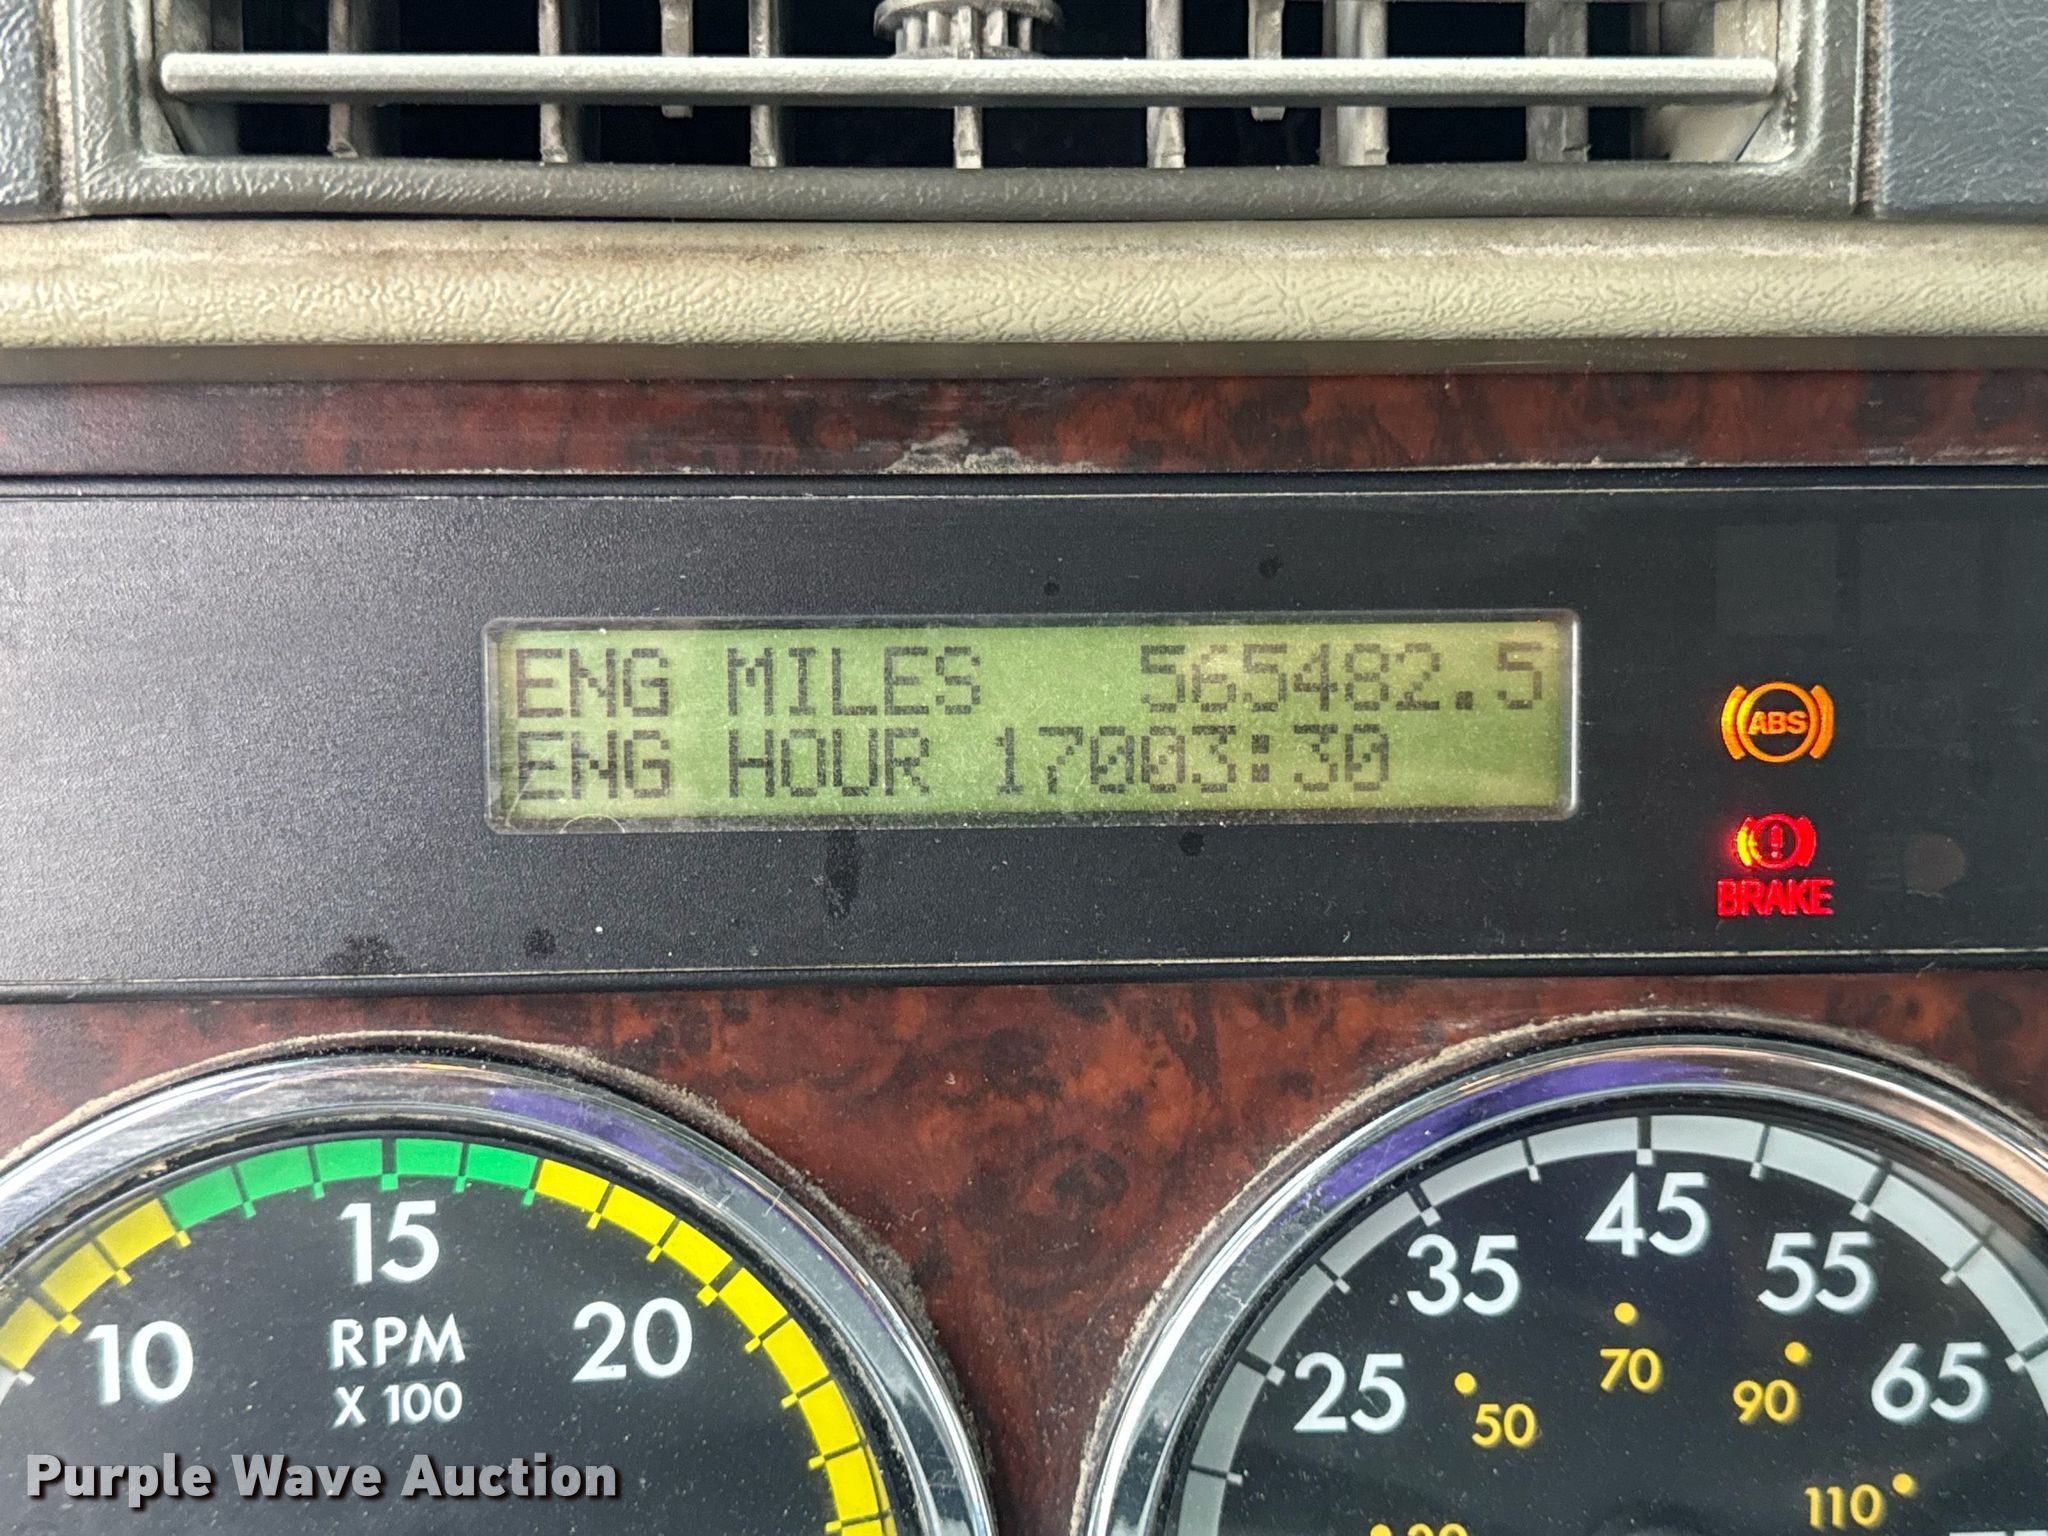 ENG MILES 565482.5
ENG HOUR 17003:30
ABS
BRAKE
15
10
20
RPM
X 100
45
35
55
25
65
70
50
90
110
Purple Wave Auction